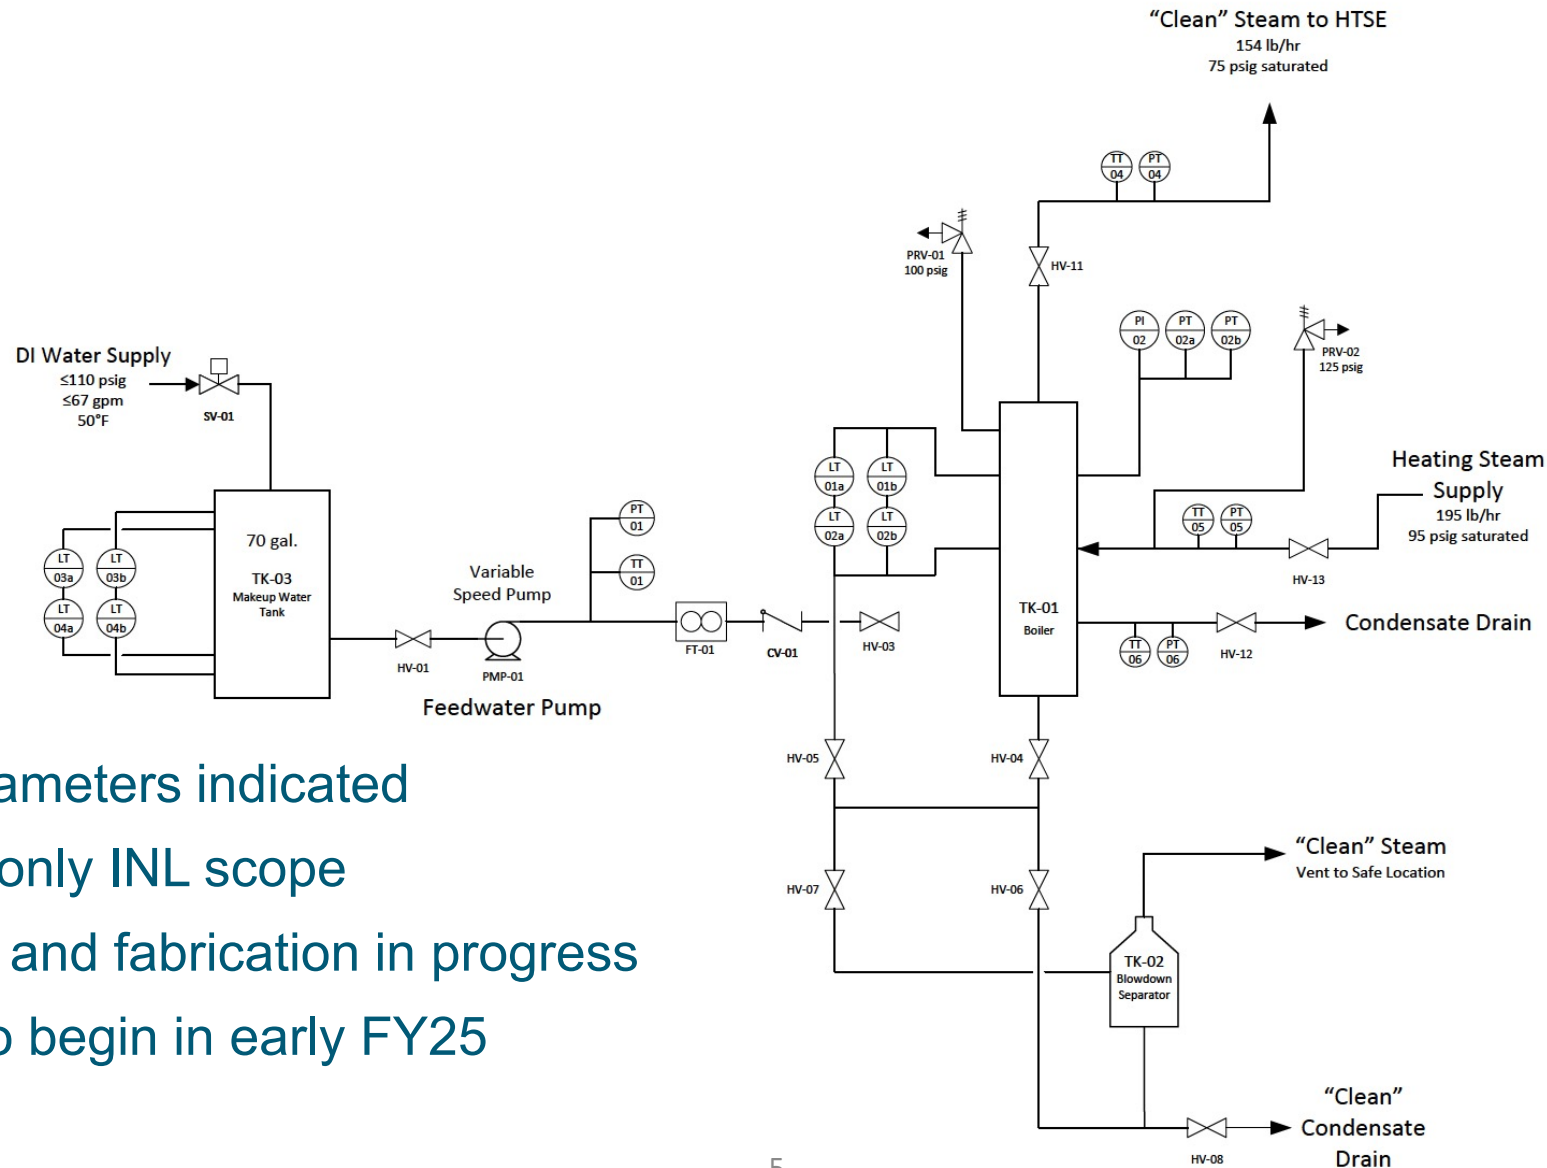 “Clean” Steam to HTSE
154 lb/hr
75 psig saturated
TT
04
PT
04
PRV-01
100 psig
HV-11
PI
02
PT
02a
PT
02b
PRV-02
125 psig
DI Water Supply
≤110 psig
≤67 gpm
50°F
SV-01
LT
01a
LT
01b
LT
02a
LT
02b
Heating Steam
Supply
195 lb/hr
95 psig saturated
TT
05
PT
05
HV-13
70 gal.
TK-03
Makeup Water
Tank
LT
03a
LT
03b
LT
04a
LT
04b
Variable
Speed Pump
PT
01
TT
01
HV-01
PMP-01
Feedwater Pump
FT-01
CV-01
HV-03
TK-01
Boiler
Condensate Drain
TT
06
PT
06
HV-12
HV-05
HV-04
ameters indicated
only INL scope
and fabrication in progress
o begin in early FY25
HV-07
HV-06
“Clean” Steam
Vent to Safe Location
TK-02
Blowdown
Separator
“Clean”
Condensate
Drain
HV-08
5